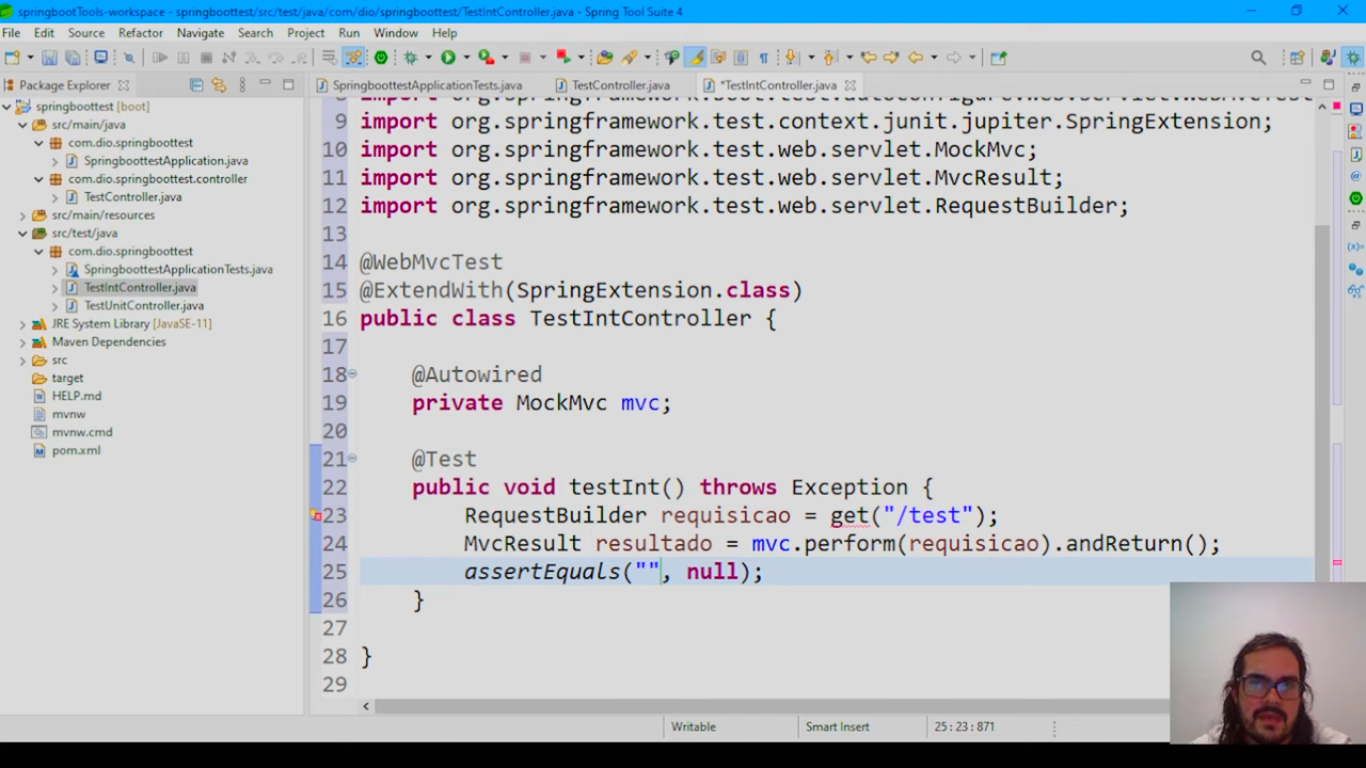 springbootTools-workspace - springboottest/src/test/java/com/dio/springboottest/TestIntController.java - Spring Tool Suite 4
File Edit Source Refactor Navigate Search Project Run Window Help
Package Explorer
SpringboottestApplicationTests.java
TestController.java
*TestIntController.java
springboottest [boot]
src/main/java
com.dio.springboottest
SpringboottestApplication.java
com.dio.springboottest.controller
TestController.java
src/main/resources
src/test/java
com.dio.springboottest
SpringboottestApplicationTests.java
TestIntController.java
TestUnitController.java
JRE System Library [JavaSE-11]
Maven Dependencies
src
target
HELP.md
mvnw
mvnw.cmd
pom.xml
9 import org.springframework.test.context.junit.jupiter.SpringExtension;
10 import org.springframework.test.web.servlet.MockMvc;
11 import org.springframework.test.web.servlet.MvcResult;
12 import org.springframework.test.web.servlet.RequestBuilder;
13
14 @WebMvcTest
15 @ExtendWith(SpringExtension.class)
16 public class TestIntController {
17
18 @Autowired
19 private MockMvc mvc;
20
21 @Test
22 public void testInt() throws Exception {
23 RequestBuilder requisicao = get("/test");
24 MvcResult resultado = mvc.perform(requisicao).andReturn();
25 assertEquals("", null);
26 }
27
28 }
29
Writable
Smart Insert
25:23:871